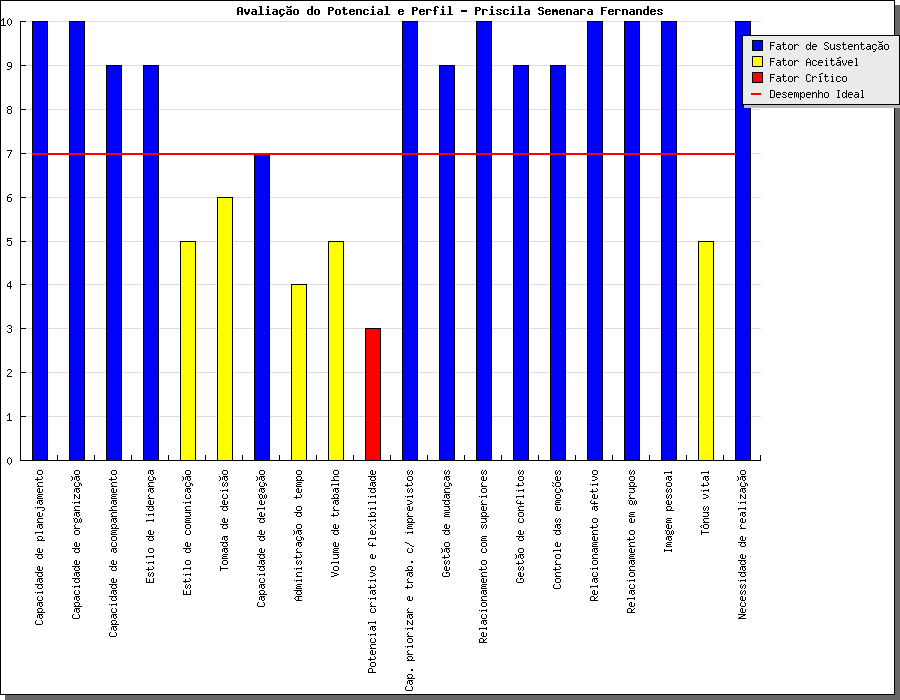 Avaliação do Potencial e Perfil - Priscila Semenara Fernandes
Fator de Sustentação
Fator Aceitável
Fator Crítico
Desempenho Ideal
10
9
8
7
6
5
4
3
2
1
0
Capacidade de planejamento
Capacidade de organização
Capacidade de acompanhamento
Estilo de liderança
Estilo de comunicação
Tomada de decisão
Capacidade de delegação
Administração do tempo
Volume de trabalho
Potencial criativo e flexibilidade
Cap. priorizar e trab. c/ imprevistos
Gestão de mudanças
Relacionamento com superiores
Gestão de conflitos
Controle das emoções
Relacionamento afetivo
Relacionamento em grupos
Imagem pessoal
Tônus vital
Necessidade de realização